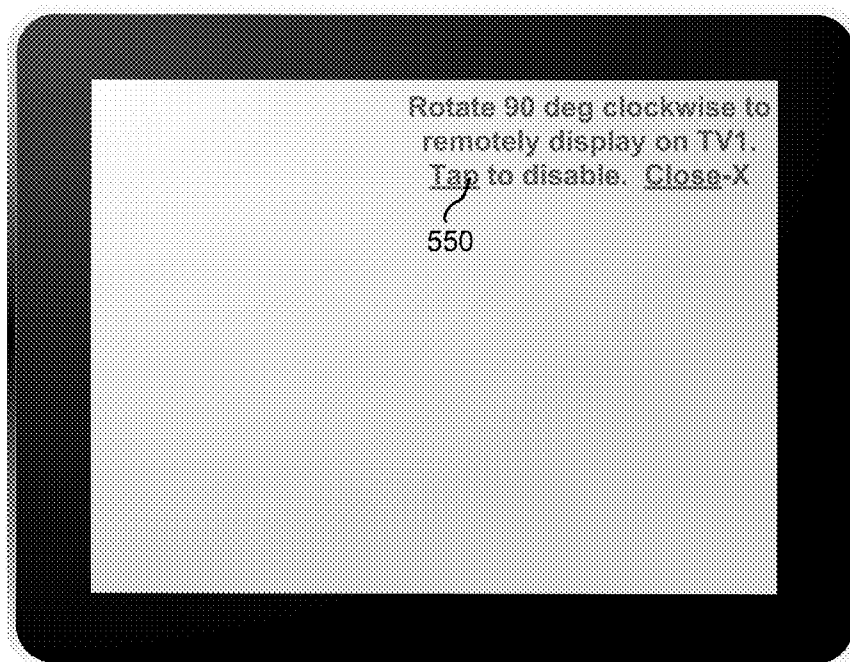 Rotate 90 deg clockwise to
remotely display on TV1.
Tap to disable. Close-X
550